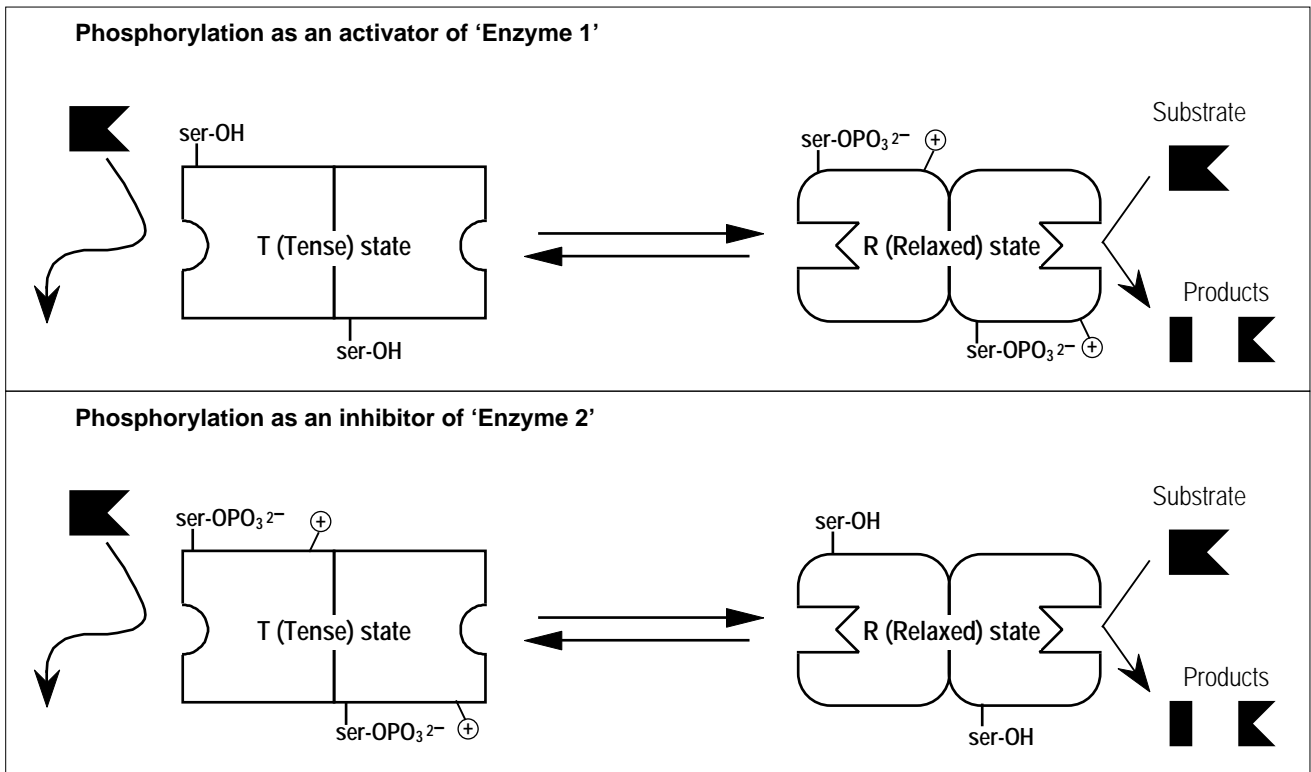 Phosphorylation as an activator of ‘Enzyme 1’
Substrate
ser-OH
ser-OPO₃²⁻ +
T (Tense) state
R (Relaxed) state
Products
ser-OH
ser-OPO₃²⁻ +
Phosphorylation as an inhibitor of ‘Enzyme 2’
Substrate
ser-OPO₃²⁻ +
ser-OH
T (Tense) state
R (Relaxed) state
Products
ser-OPO₃²⁻ +
ser-OH